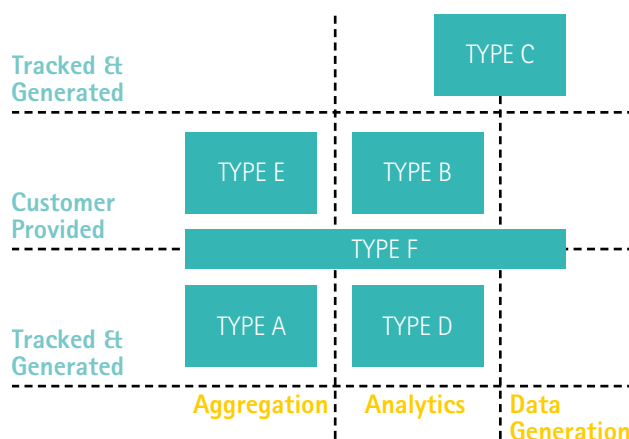 TYPE C
Tracked &
Generated
TYPE E
TYPE B
Customer
Provided
TYPE F
TYPE A
TYPE D
Tracked &
Generated
Aggregation
Analytics
Data
Generation